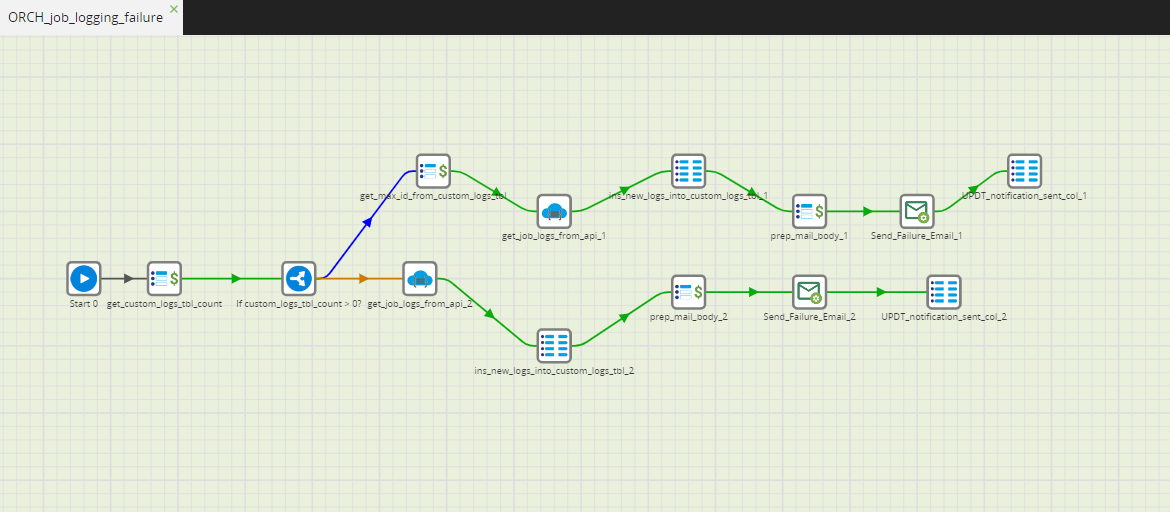 ORCH_job_logging_failure
get_max_id_from_custom_logs_tbl
ins_new_logs_into_custom_logs_tbl_1
UPDT_notification_sent_col_1
get_job_logs_from_api_1
prep_mail_body_1
Send_Failure_Email_1
Start 0
get_custom_logs_tbl_count
If custom_logs_tbl_count > 0?
get_job_logs_from_api_2
prep_mail_body_2
Send_Failure_Email_2
UPDT_notification_sent_col_2
ins_new_logs_into_custom_logs_tbl_2